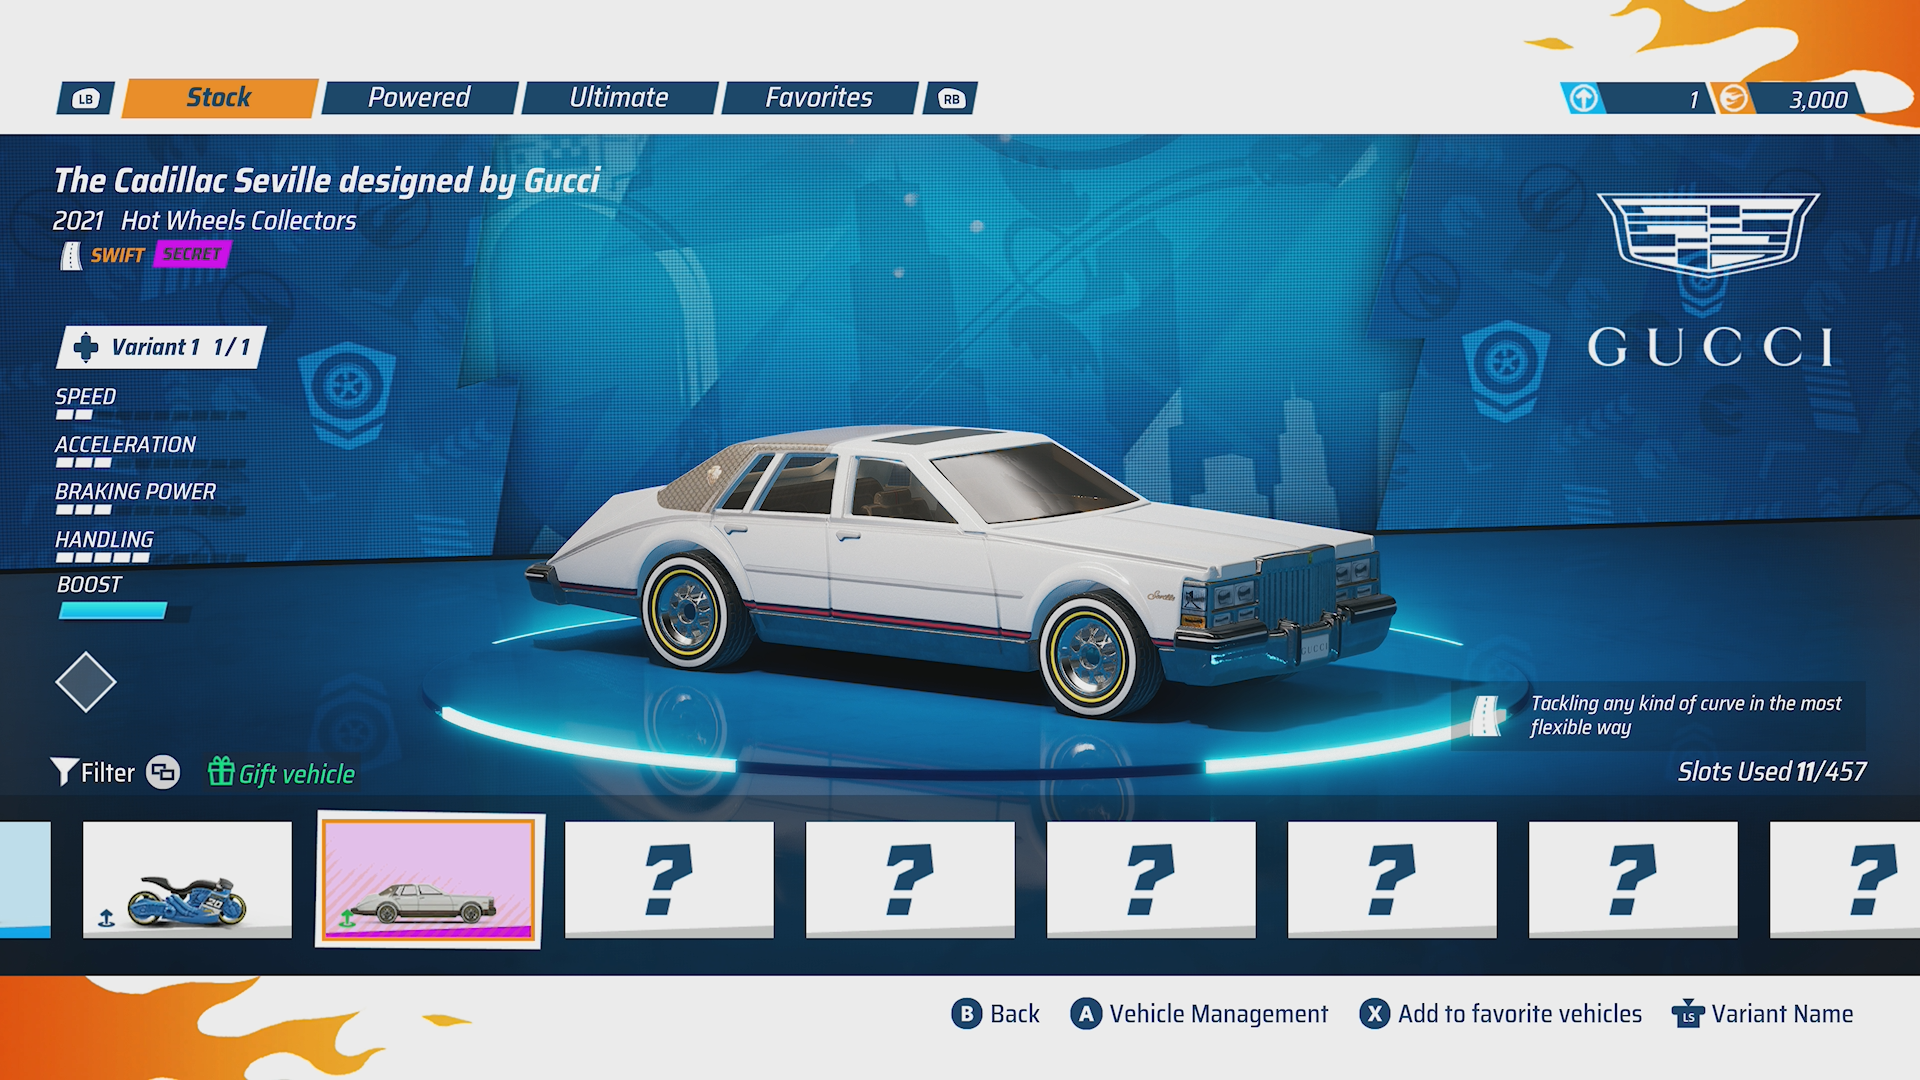 LB
Stock
Powered
Ultimate
Favorites
RB
1
3,000
The Cadillac Seville designed by Gucci
2021 Hot Wheels Collectors
SWIFT SECRET
GUCCI
Variant 1 1/1
SPEED
ACCELERATION
BRAKING POWER
HANDLING
BOOST
Seville
GUCCI
Tackling any kind of curve in the most
flexible way
Filter
Gift vehicle
Slots Used 11/457
20
? ? ? ? ? ?
B Back
A Vehicle Management
X Add to favorite vehicles
LS Variant Name